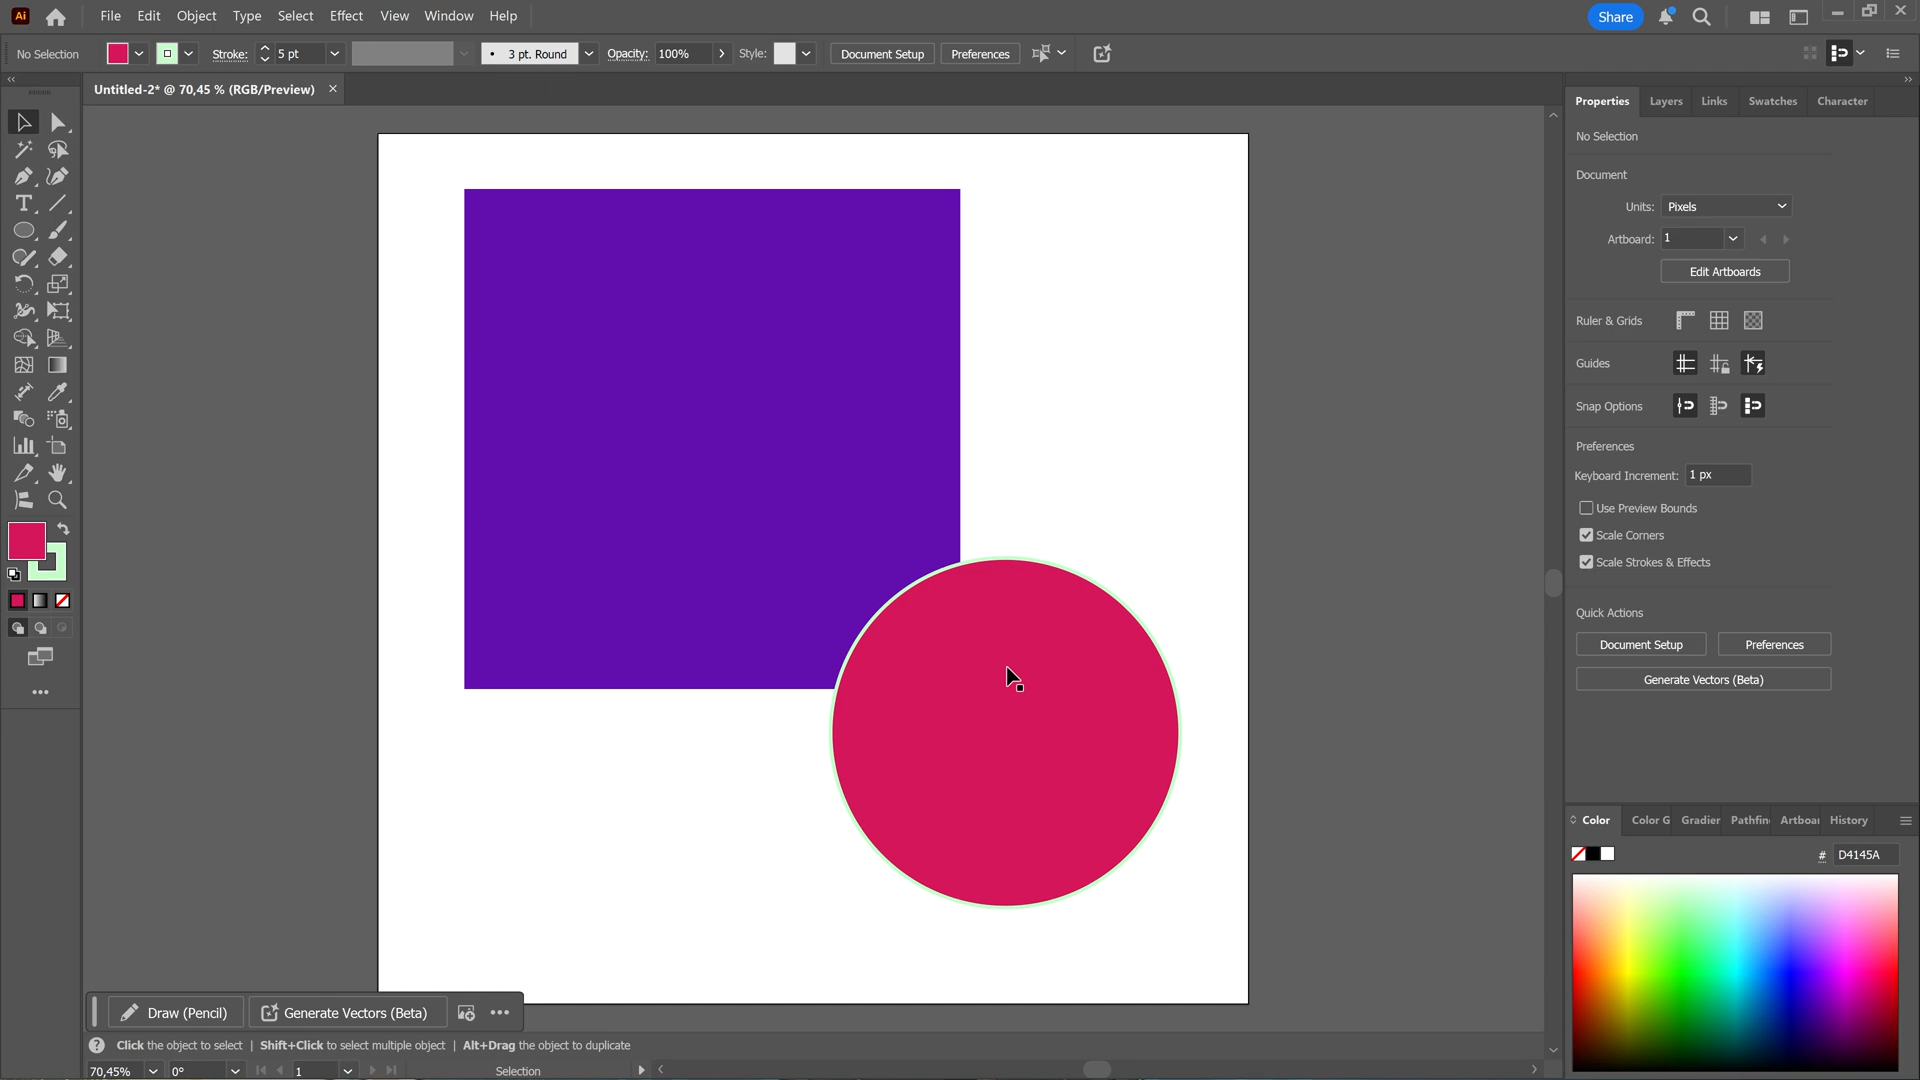 Ai File Edit Object Type Select Effect View Window Help Share
No Selection Stroke: 5 pt 3 pt. Round Opacity: 100% Style: Document Setup Preferences
Untitled-2* @ 70,45 % (RGB/Preview)
Properties Layers Links Swatches Character
No Selection
Document
Units: Pixels
Artboard: 1
Edit Artboards
Ruler & Grids
Guides
Snap Options
Preferences
Keyboard Increment: 1 px
Use Preview Bounds
Scale Corners
Scale Strokes & Effects
Quick Actions
Document Setup Preferences
Generate Vectors (Beta)
Color Color G Gradier Pathfin Artboar History
# D4145A
Draw (Pencil) Generate Vectors (Beta)
Click the object to select | Shift+Click to select multiple object | Alt+Drag the object to duplicate
70,45% 0° 1 Selection